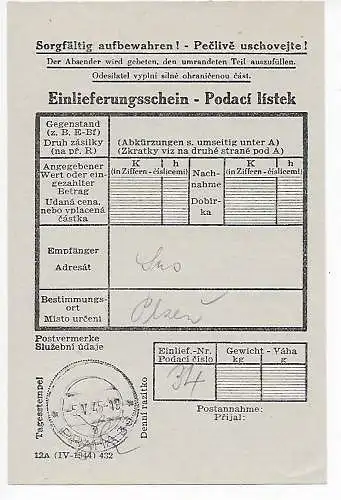 Sorgfältig aufbewahren! - Pečlivě uschovejte!
Der Absender wird gebeten, den umrandeten Teil auszufüllen.
Odesílatel vyplní silně ohraničenou část.
Einlieferungsschein - Podací lístek
Gegenstand
(z. B. E-Bf)
Druh zásilky
(na př. R)
(Abkürzungen s. umseitig unter A)
(Zkratky viz na druhé straně pod A)
Angegebener
Wert oder ein-
gezahlter
Betrag
Udaná cena,
nebo vplacená
částka
K h
(in Ziffern - číslicemi)
Nach-
nahme
Dobír-
ka
K h
(in Ziffern - číslicemi)
Empfänger
Adresát
Bestimmungs-
ort
Místo určení
Plzeň
Postvermerke
Služební údaje
Einlief.-Nr.
Podací číslo
Gewicht - Váha
kg g
34
Tagesstempel
Denní razítko
Postannahme:
Přijal:
12A (IV-1944) 432